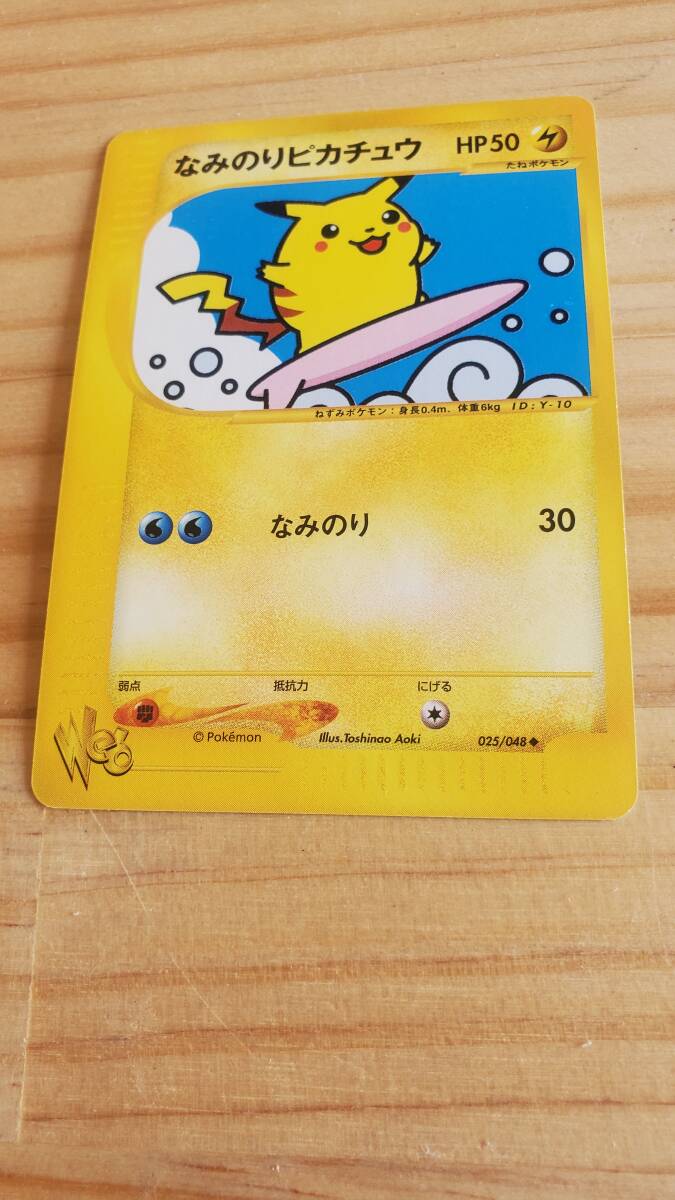 なみのりピカチュウ HP50
たねポケモン
ねずみポケモン：身長0.4m．体重6kg ID：Y-10
なみのり 30
弱点 抵抗力 にげる
Web
© Pokémon Illus.Toshinao Aoki 025/048◆